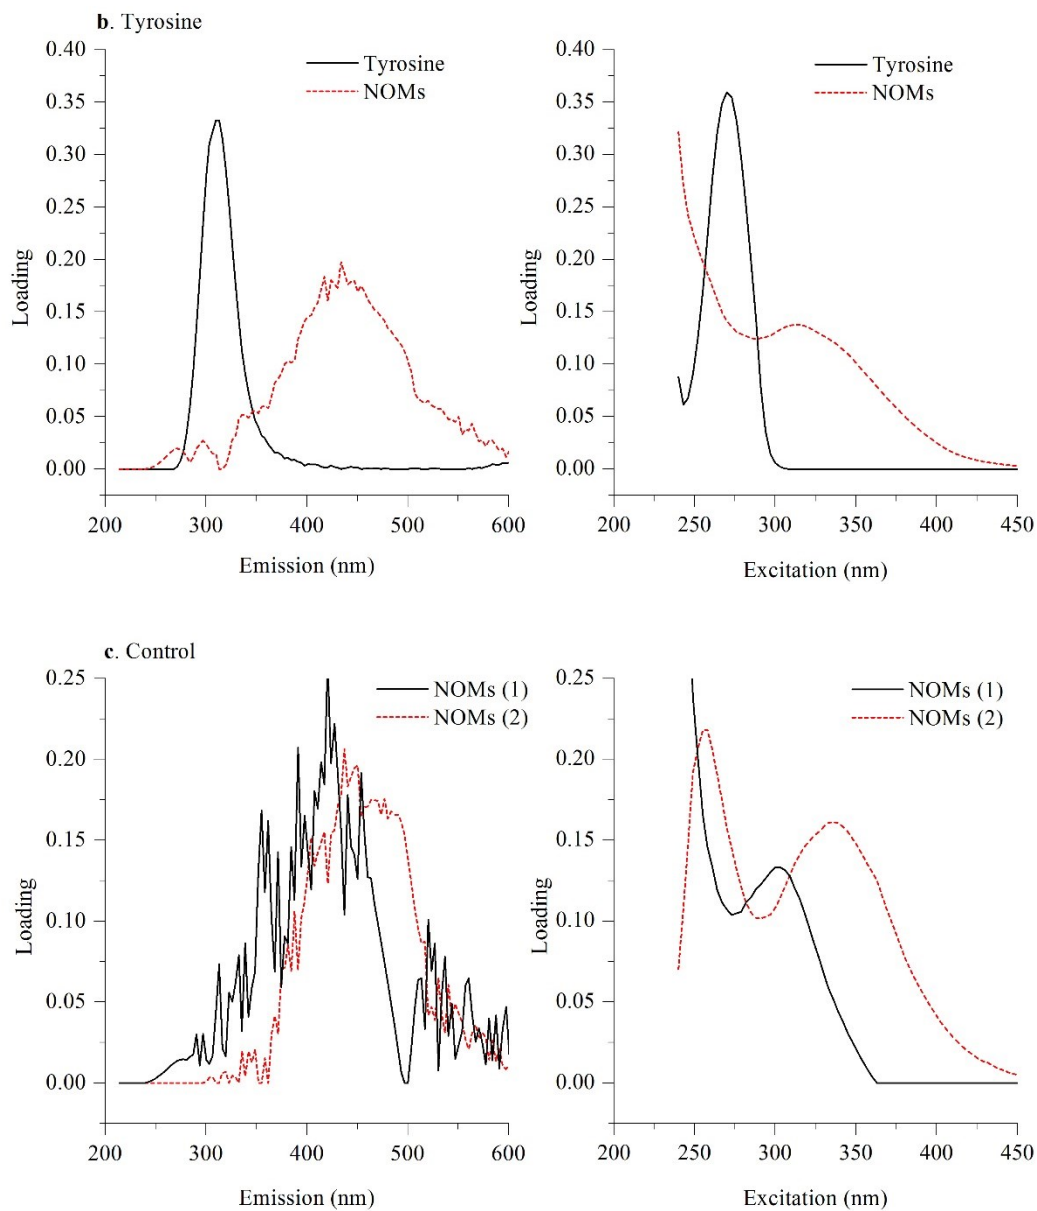 b. Tyrosine
0.40
0.35
0.30
0.25
0.20
0.15
0.10
0.05
0.00
Loading
Tyrosine
NOMs
200
300
400
500
600
Emission (nm)
0.40
0.35
0.30
0.25
0.20
0.15
0.10
0.05
0.00
Loading
Tyrosine
NOMs
200
250
300
350
400
450
Excitation (nm)
c. Control
0.25
0.20
0.15
0.10
0.05
0.00
Loading
NOMs (1)
NOMs (2)
200
300
400
500
600
Emission (nm)
0.25
0.20
0.15
0.10
0.05
0.00
Loading
NOMs (1)
NOMs (2)
200
250
300
350
400
450
Excitation (nm)